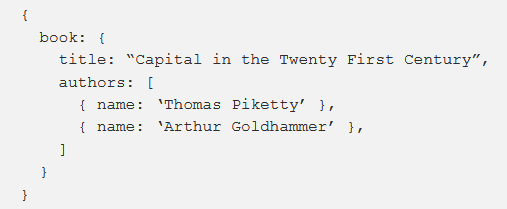 {
book: {
title: “Capital in the Twenty First Century”,
authors: [
{ name: ‘Thomas Piketty’ },
{ name: ‘Arthur Goldhammer’ },
]
}
}